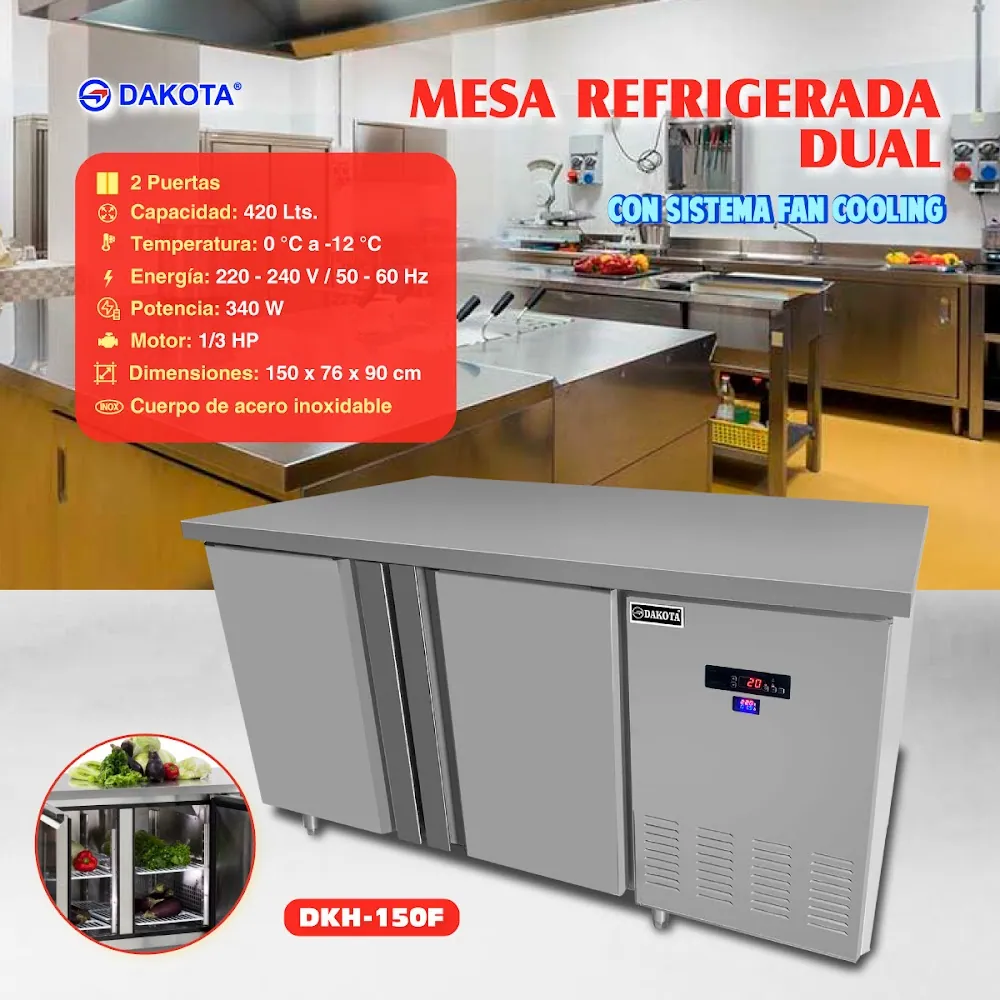 DAKOTA®
MESA REFRIGERADA
DUAL
CON SISTEMA FAN COOLING
2 Puertas
Capacidad: 420 Lts.
Temperatura: 0 °C a -12 °C
Energía: 220 - 240 V / 50 - 60 Hz
Potencia: 340 W
Motor: 1/3 HP
Dimensiones: 150 x 76 x 90 cm
INOX Cuerpo de acero inoxidable
DAKOTA
20
DKH-150F